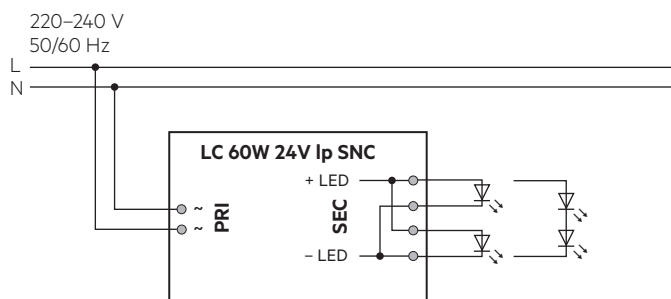 220–240 V
50/60 Hz
L
N
LC 60W 24V lp SNC
+ LED
~
PRI
SEC
~
– LED